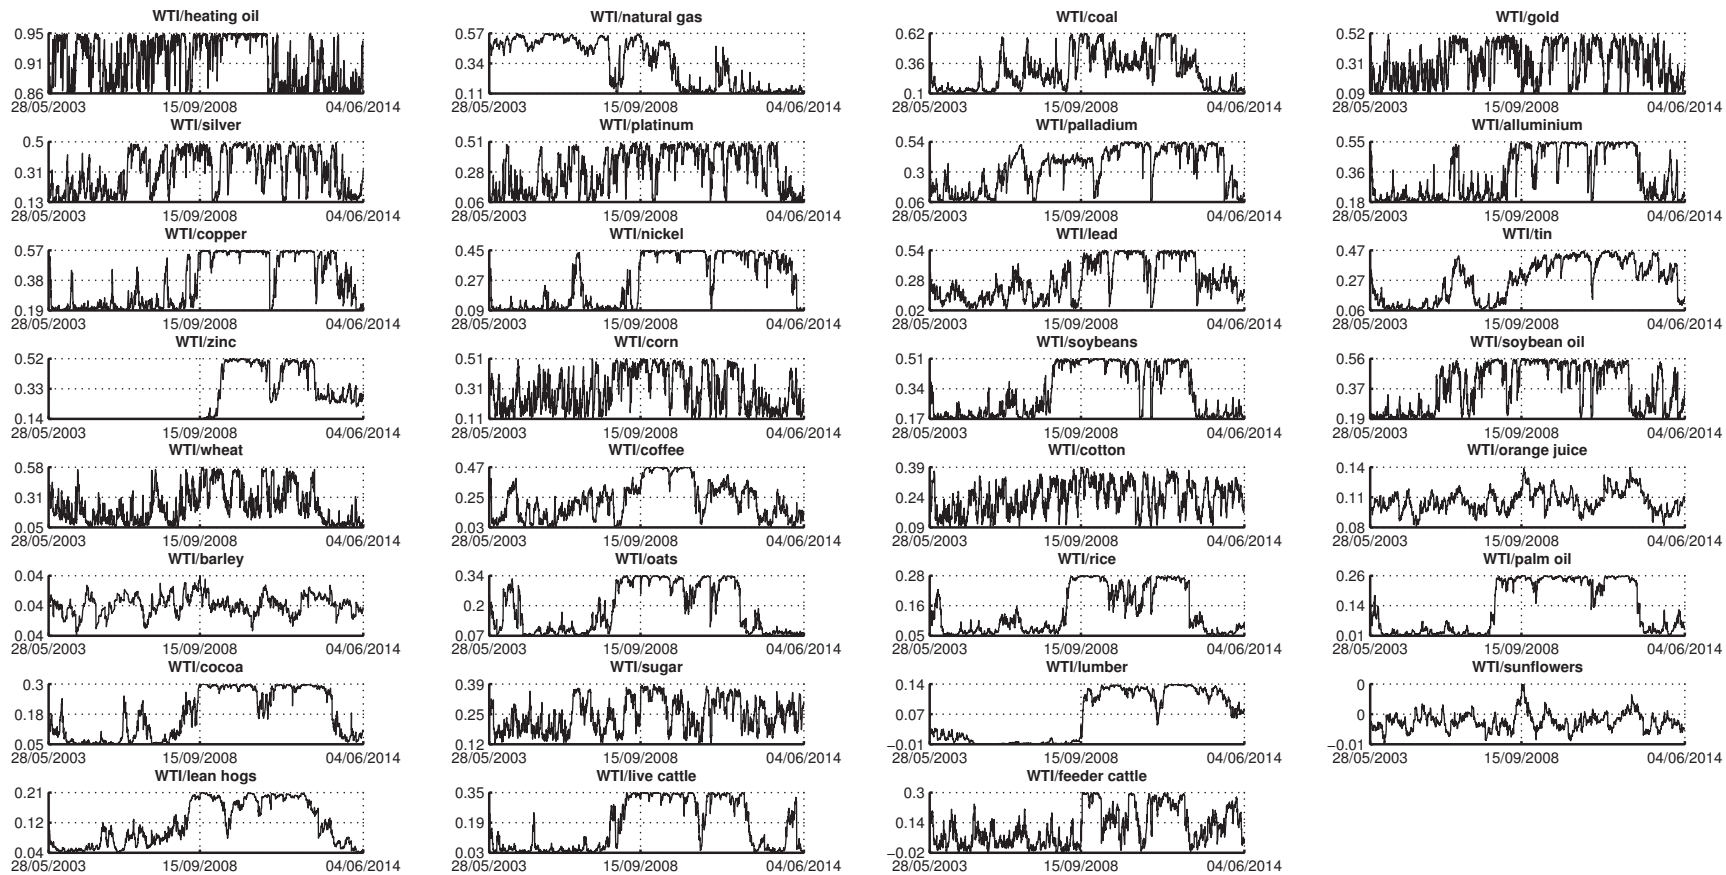 WTI/heating oil
0.95
0.91
0.86
28/05/2003 15/09/2008 04/06/2014
WTI/natural gas
0.57
0.34
0.11
28/05/2003 15/09/2008 04/06/2014
WTI/coal
0.62
0.36
0.1
28/05/2003 15/09/2008 04/06/2014
WTI/gold
0.52
0.31
0.09
28/05/2003 15/09/2008 04/06/2014
WTI/silver
0.5
0.31
0.13
28/05/2003 15/09/2008 04/06/2014
WTI/platinum
0.51
0.28
0.06
28/05/2003 15/09/2008 04/06/2014
WTI/palladium
0.54
0.3
0.06
28/05/2003 15/09/2008 04/06/2014
WTI/alluminium
0.55
0.36
0.18
28/05/2003 15/09/2008 04/06/2014
WTI/copper
0.57
0.38
0.19
28/05/2003 15/09/2008 04/06/2014
WTI/nickel
0.45
0.27
0.09
28/05/2003 15/09/2008 04/06/2014
WTI/lead
0.54
0.28
0.02
28/05/2003 15/09/2008 04/06/2014
WTI/tin
0.47
0.27
0.06
28/05/2003 15/09/2008 04/06/2014
WTI/zinc
0.52
0.33
0.14
28/05/2003 15/09/2008 04/06/2014
WTI/corn
0.51
0.31
0.11
28/05/2003 15/09/2008 04/06/2014
WTI/soybeans
0.51
0.34
0.17
28/05/2003 15/09/2008 04/06/2014
WTI/soybean oil
0.56
0.37
0.19
28/05/2003 15/09/2008 04/06/2014
WTI/wheat
0.58
0.31
0.05
28/05/2003 15/09/2008 04/06/2014
WTI/coffee
0.47
0.25
0.03
28/05/2003 15/09/2008 04/06/2014
WTI/cotton
0.39
0.24
0.09
28/05/2003 15/09/2008 04/06/2014
WTI/orange juice
0.14
0.11
0.08
28/05/2003 15/09/2008 04/06/2014
WTI/barley
0.04
0.04
0.04
28/05/2003 15/09/2008 04/06/2014
WTI/oats
0.34
0.2
0.07
28/05/2003 15/09/2008 04/06/2014
WTI/rice
0.28
0.16
0.05
28/05/2003 15/09/2008 04/06/2014
WTI/palm oil
0.26
0.14
0.01
28/05/2003 15/09/2008 04/06/2014
WTI/cocoa
0.3
0.18
0.05
28/05/2003 15/09/2008 04/06/2014
WTI/sugar
0.39
0.25
0.12
28/05/2003 15/09/2008 04/06/2014
WTI/lumber
0.14
0.07
−0.01
28/05/2003 15/09/2008 04/06/2014
WTI/sunflowers
0
0
−0.01
28/05/2003 15/09/2008 04/06/2014
WTI/lean hogs
0.21
0.12
0.04
28/05/2003 15/09/2008 04/06/2014
WTI/live cattle
0.35
0.19
0.03
28/05/2003 15/09/2008 04/06/2014
WTI/feeder cattle
0.3
0.14
−0.02
28/05/2003 15/09/2008 04/06/2014